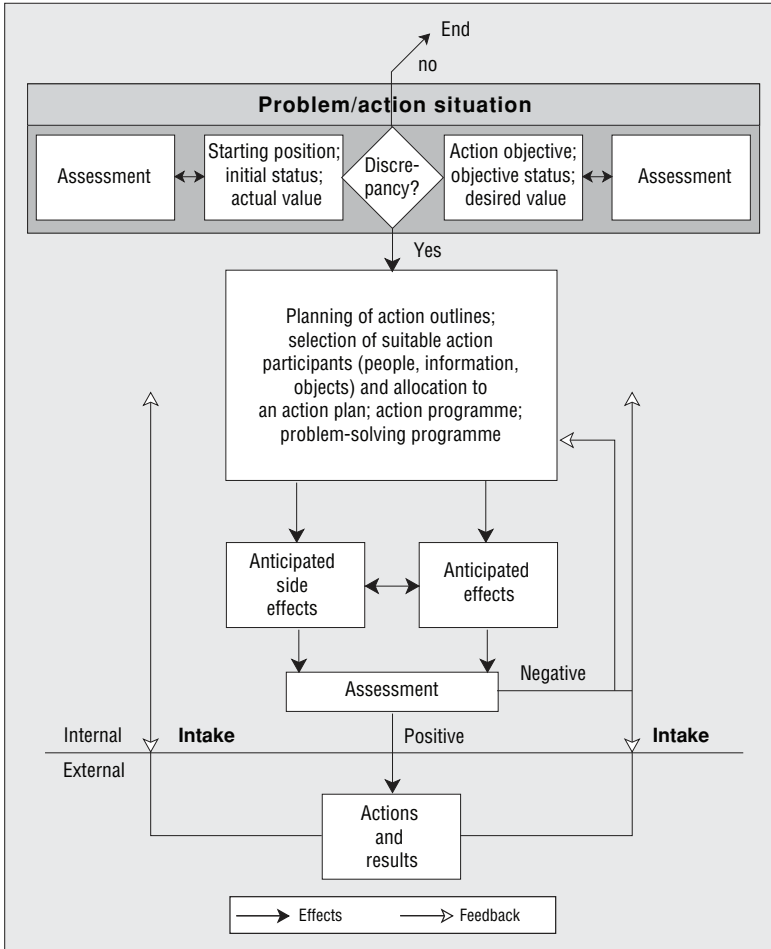 End
no
Problem/action situation
Assessment
Starting position;
initial status;
actual value
Discre-
pancy?
Action objective;
objective status;
desired value
Assessment
Yes
Planning of action outlines;
selection of suitable action
participants (people, information,
objects) and allocation to
an action plan; action programme;
problem-solving programme
Anticipated
side
effects
Anticipated
effects
Assessment
Negative
Internal
Intake
Positive
Intake
External
Actions
and
results
Effects
Feedback